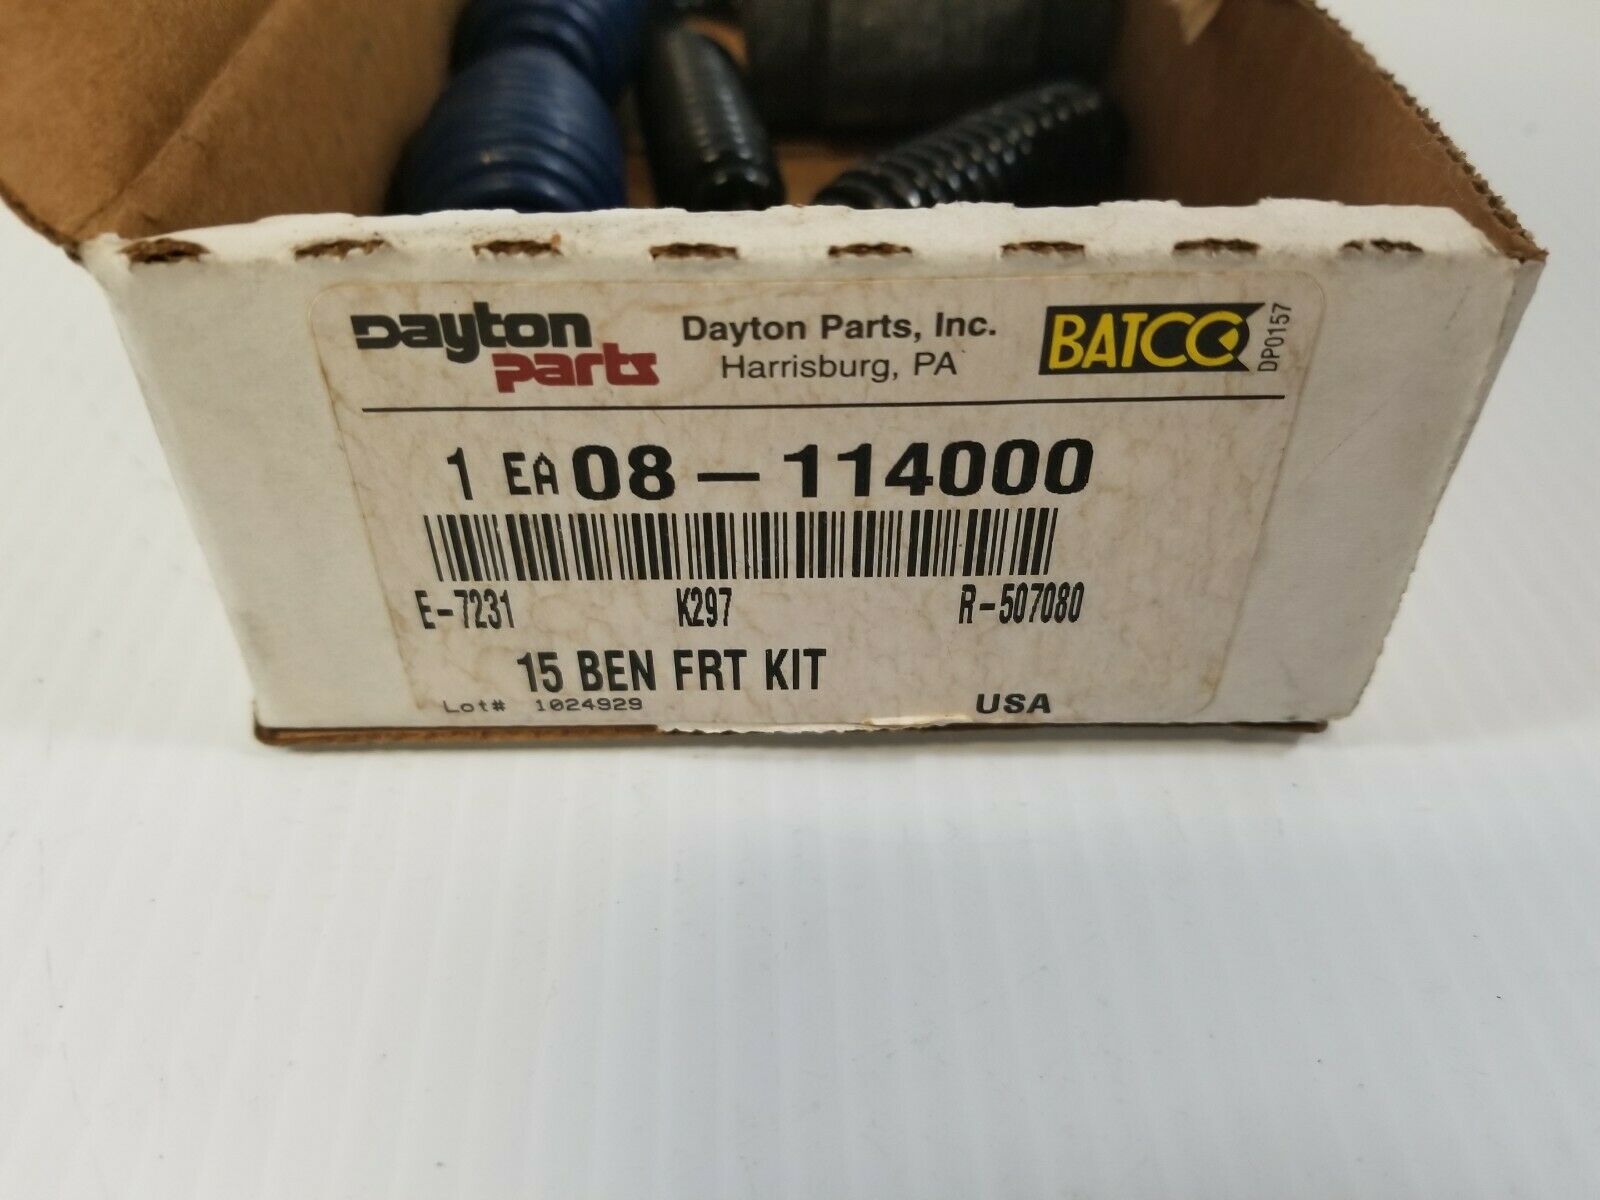 Dayton Parts
Dayton Parts, Inc.
Harrisburg, PA
BATCO
DP0157
1 EA 08-114000
E-7231 K297 R-507080
15 BEN FRT KIT
Lot# 1024929 USA